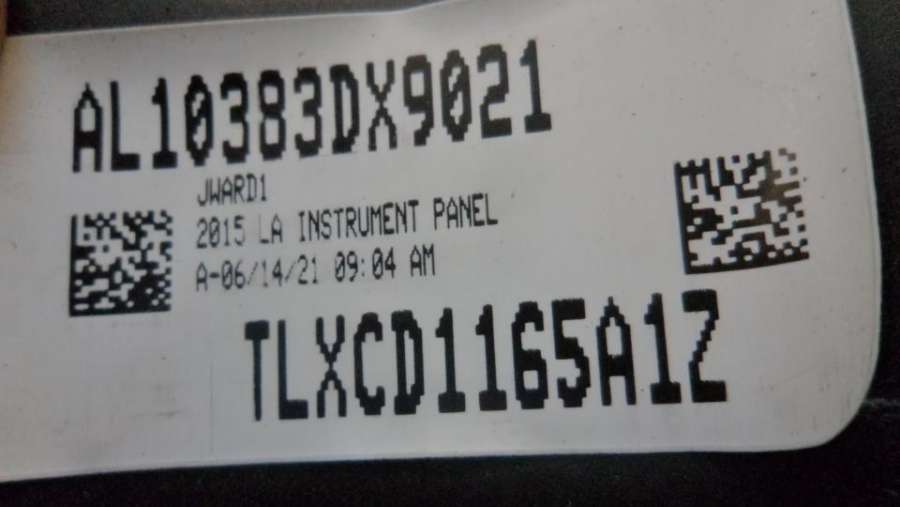 AL10383DX9021
JWARD1
2015 LA INSTRUMENT PANEL
A-06/14/21 09:04 AM
TLXCD1165A1Z